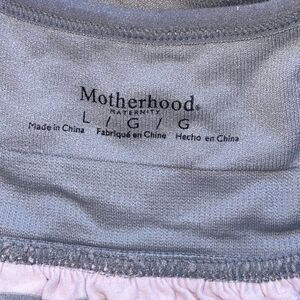 Motherhood®
MATERNITY
L / G / G
Made in China Fabriqué en Chine Hecho en China